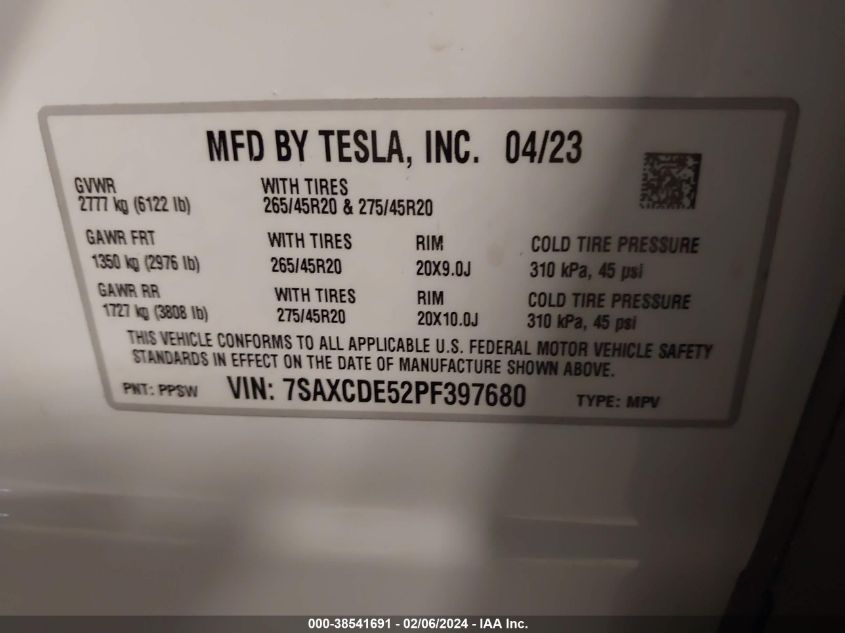 MFD BY TESLA, INC. 04/23
GVWR WITH TIRES
2777 kg (6122 lb) 265/45R20 & 275/45R20
GAWR FRT WITH TIRES RIM COLD TIRE PRESSURE
1350 kg (2976 lb) 265/45R20 20X9.0J 310 kPa, 45 psi
GAWR RR WITH TIRES RIM COLD TIRE PRESSURE
1727 kg (3808 lb) 275/45R20 20X10.0J 310 kPa, 45 psi
THIS VEHICLE CONFORMS TO ALL APPLICABLE U.S. FEDERAL MOTOR VEHICLE SAFETY
STANDARDS IN EFFECT ON THE DATE OF MANUFACTURE SHOWN ABOVE.
PNT: PPSW VIN: 7SAXCDE52PF397680 TYPE: MPV
000-38541691 - 02/06/2024 - IAA Inc.